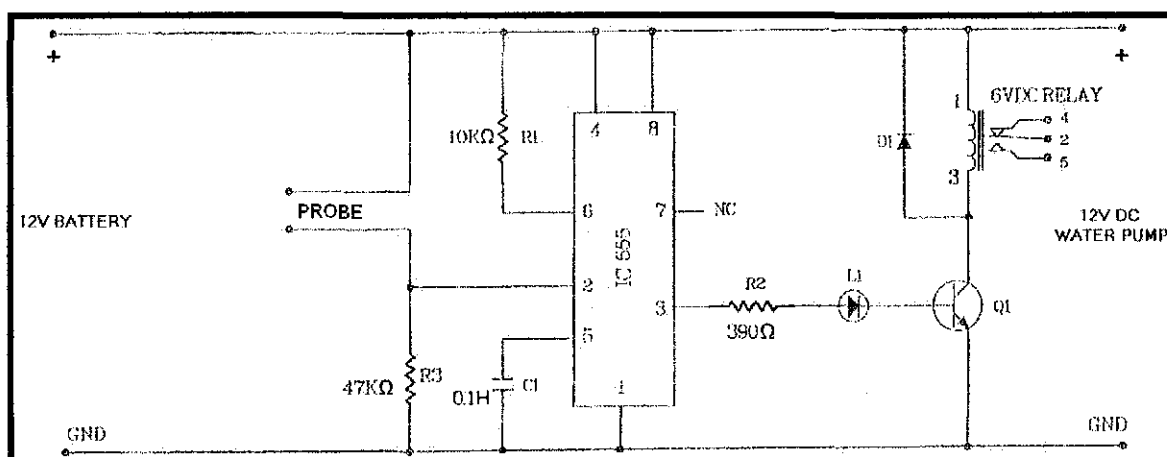 +
+
6VDC RELAY
1
4
2
5
3
4
8
10KΩ
R1
D1
12V BATTERY
PROBE
6
7
NC
IC 555
12V DC
WATER PUMP
2
3
R2
390Ω
L1
Q1
5
47KΩ
R3
0.1H
C1
1
GND
GND